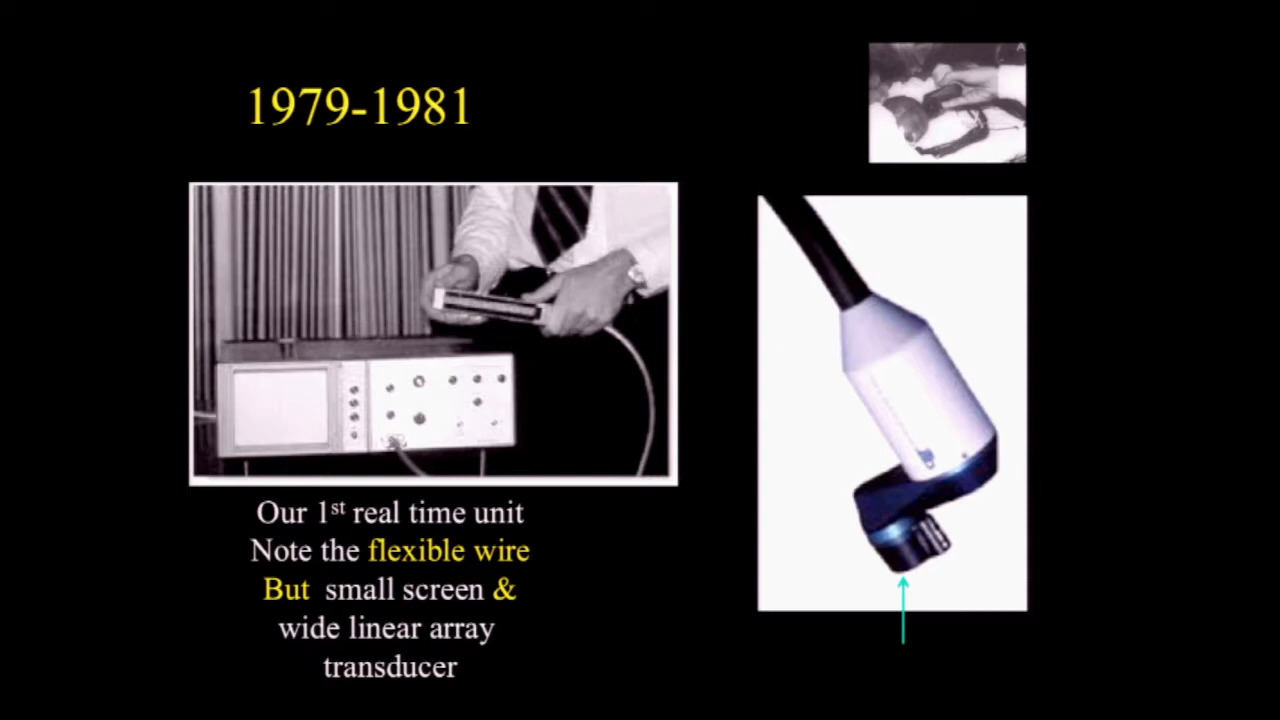 1979-1981
Our 1st real time unit
Note the flexible wire
But small screen &
wide linear array
transducer